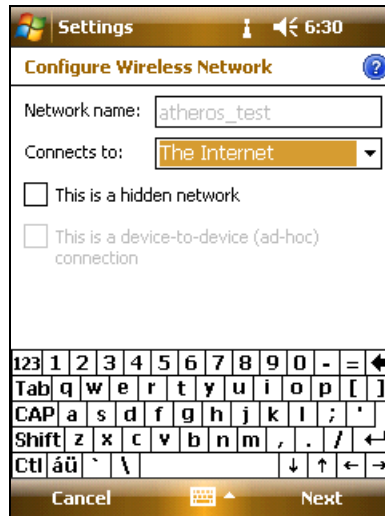 Settings 6:30
Configure Wireless Network ?
Network name: atheros_test
Connects to: The Internet
This is a hidden network
This is a device-to-device (ad-hoc)
connection
123 1 2 3 4 5 6 7 8 9 0 - =
Tab q w e r t y u i o p [ ]
CAP a s d f g h j k l ; '
Shift z x c v b n m , . /
Ctl áü ` \
Cancel Next